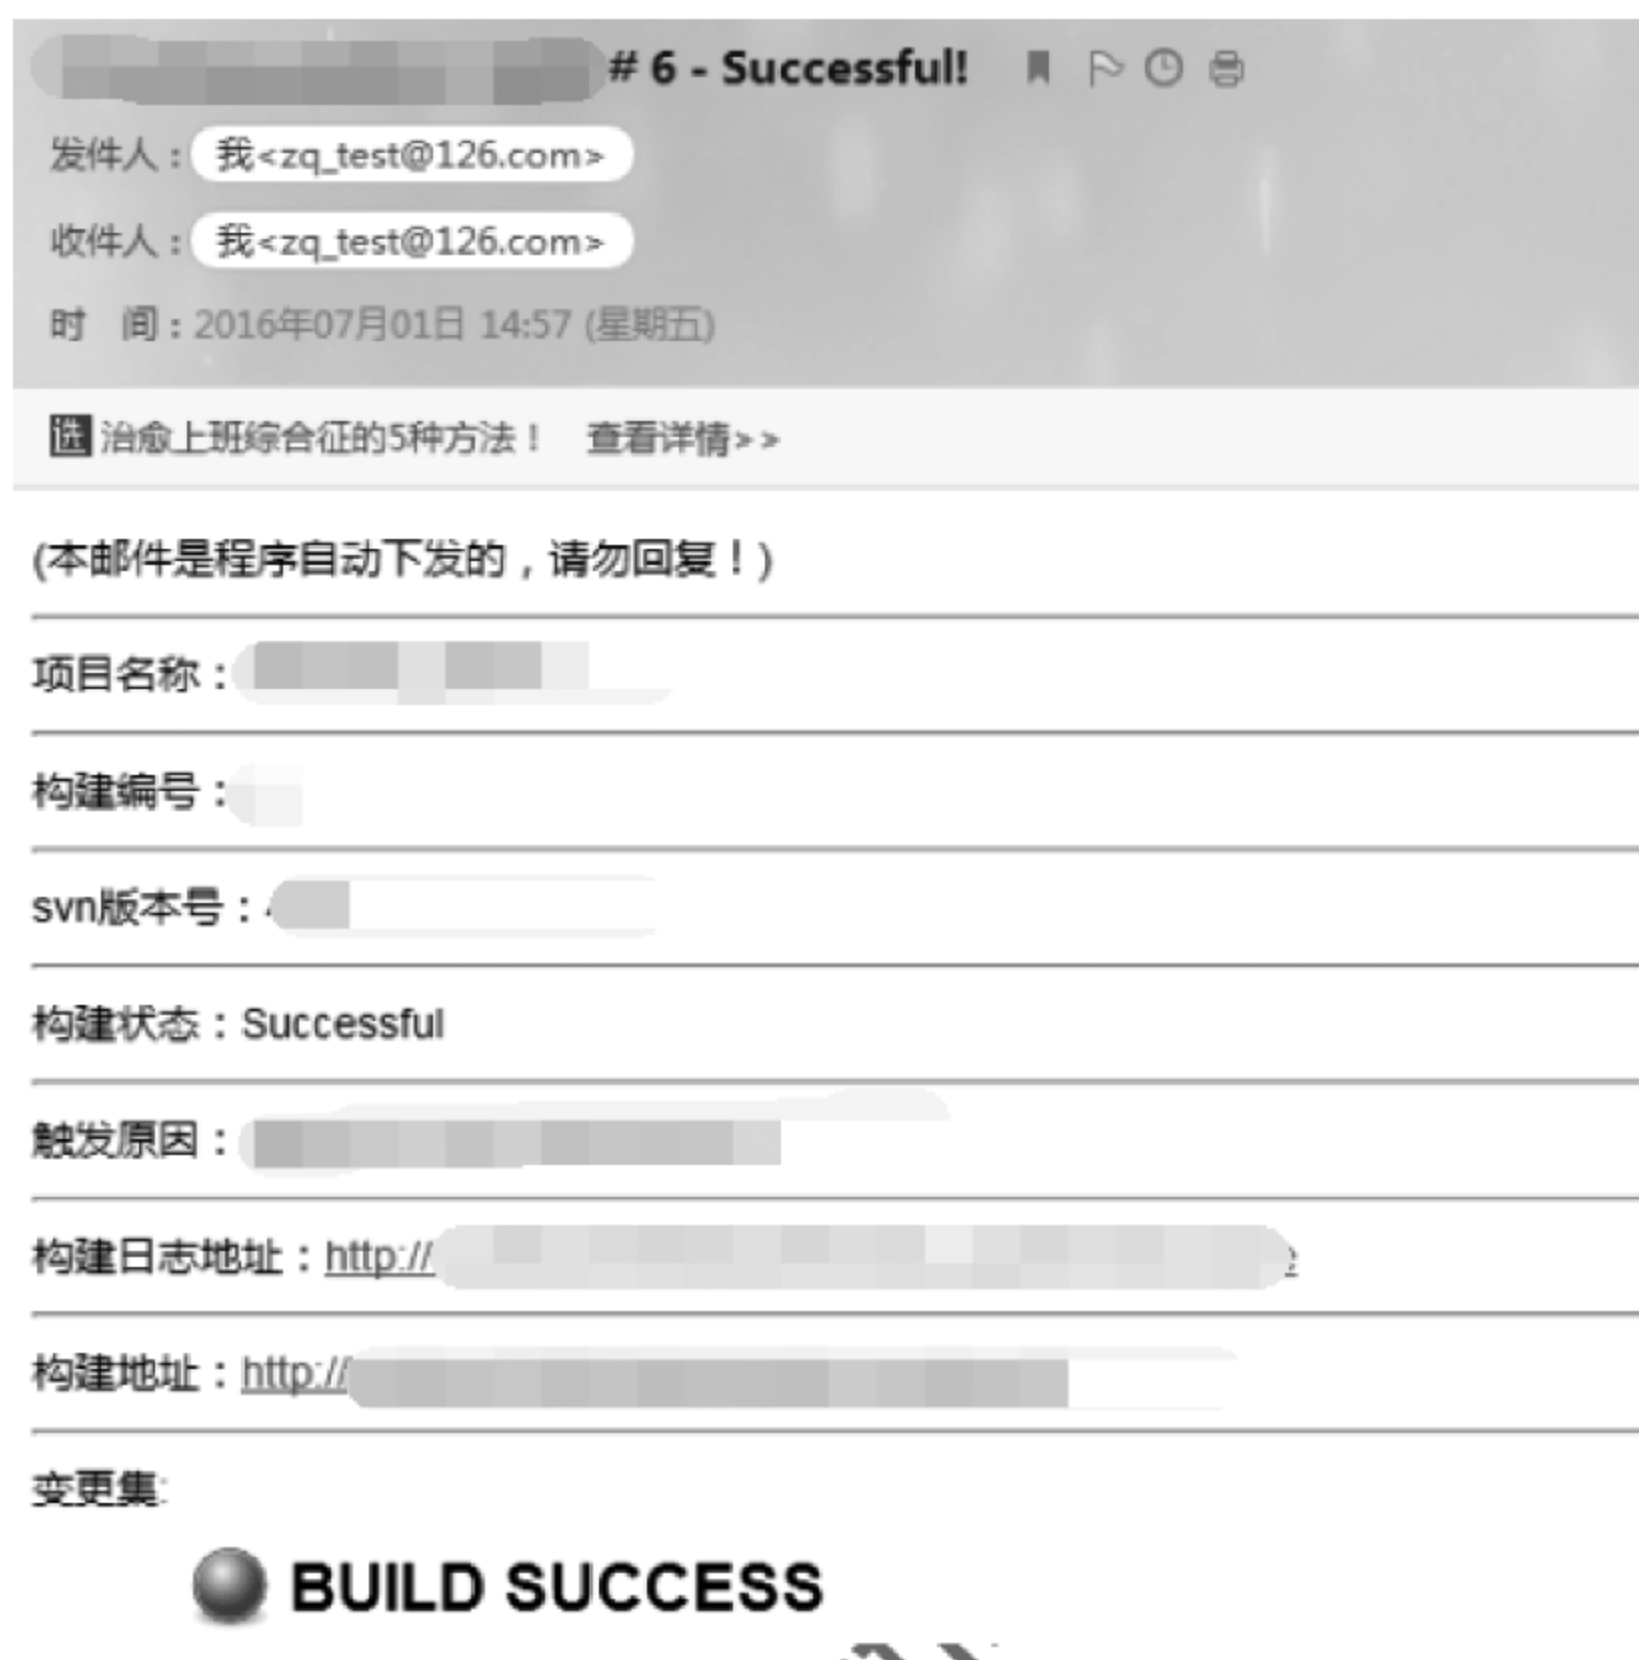 # 6 - Successful!
发件人：我<zq_test@126.com>
收件人：我<zq_test@126.com>
时 间：2016年07月01日 14:57 (星期五)
选 治愈上班综合征的5种方法！ 查看详情>>
(本邮件是程序自动下发的，请勿回复！)
项目名称：
构建编号：
svn版本号：
构建状态：Successful
触发原因：
构建日志地址：http://
构建地址：http://
变更集:
BUILD SUCCESS